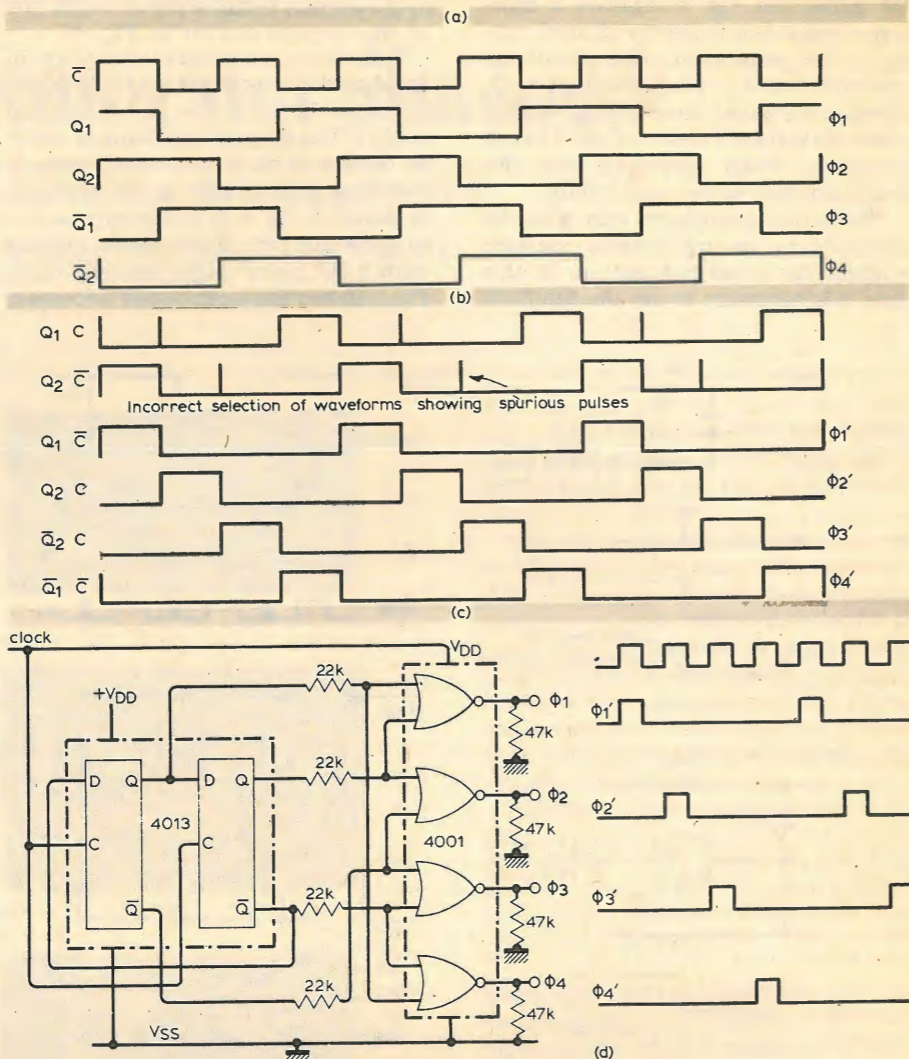 (a)
C̅
Q₁ Φ₁
Q₂ Φ₂
Q̅₁ Φ₃
Q̅₂ Φ₄
(b)
Q₁ C
Q₂ C̅
Incorrect selection of waveforms showing spurious pulses
Q₁ C̅ Φ₁'
Q₂ C Φ₂'
Q̅₂ C Φ₃'
Q̅₁ C̅ Φ₄'
(c)
clock
VDD
+VDD
22k
Φ₁
Φ₁'
47k
D Q D Q
22k
4013
Φ₂
Φ₂'
C C
4001
47k
Φ₃
Φ₃'
Q̅ Q̅
22k
47k
22k
Φ₄
Φ₄'
47k
VSS
(d)